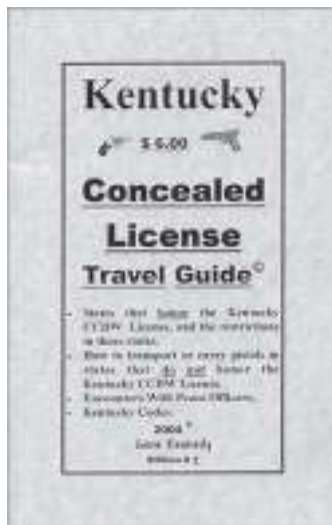 Kentucky
$ 6.00
Concealed
License
Travel Guide©
• States that honor the Kentucky
CCDW License, and the restrictions
in those states.
• How to transport or carry pistols in
states that do not honor the
Kentucky CCDW License.
• Encounters With Peace Officers.
• Kentucky Codes.
2004 ©
Kennedy
Edition #